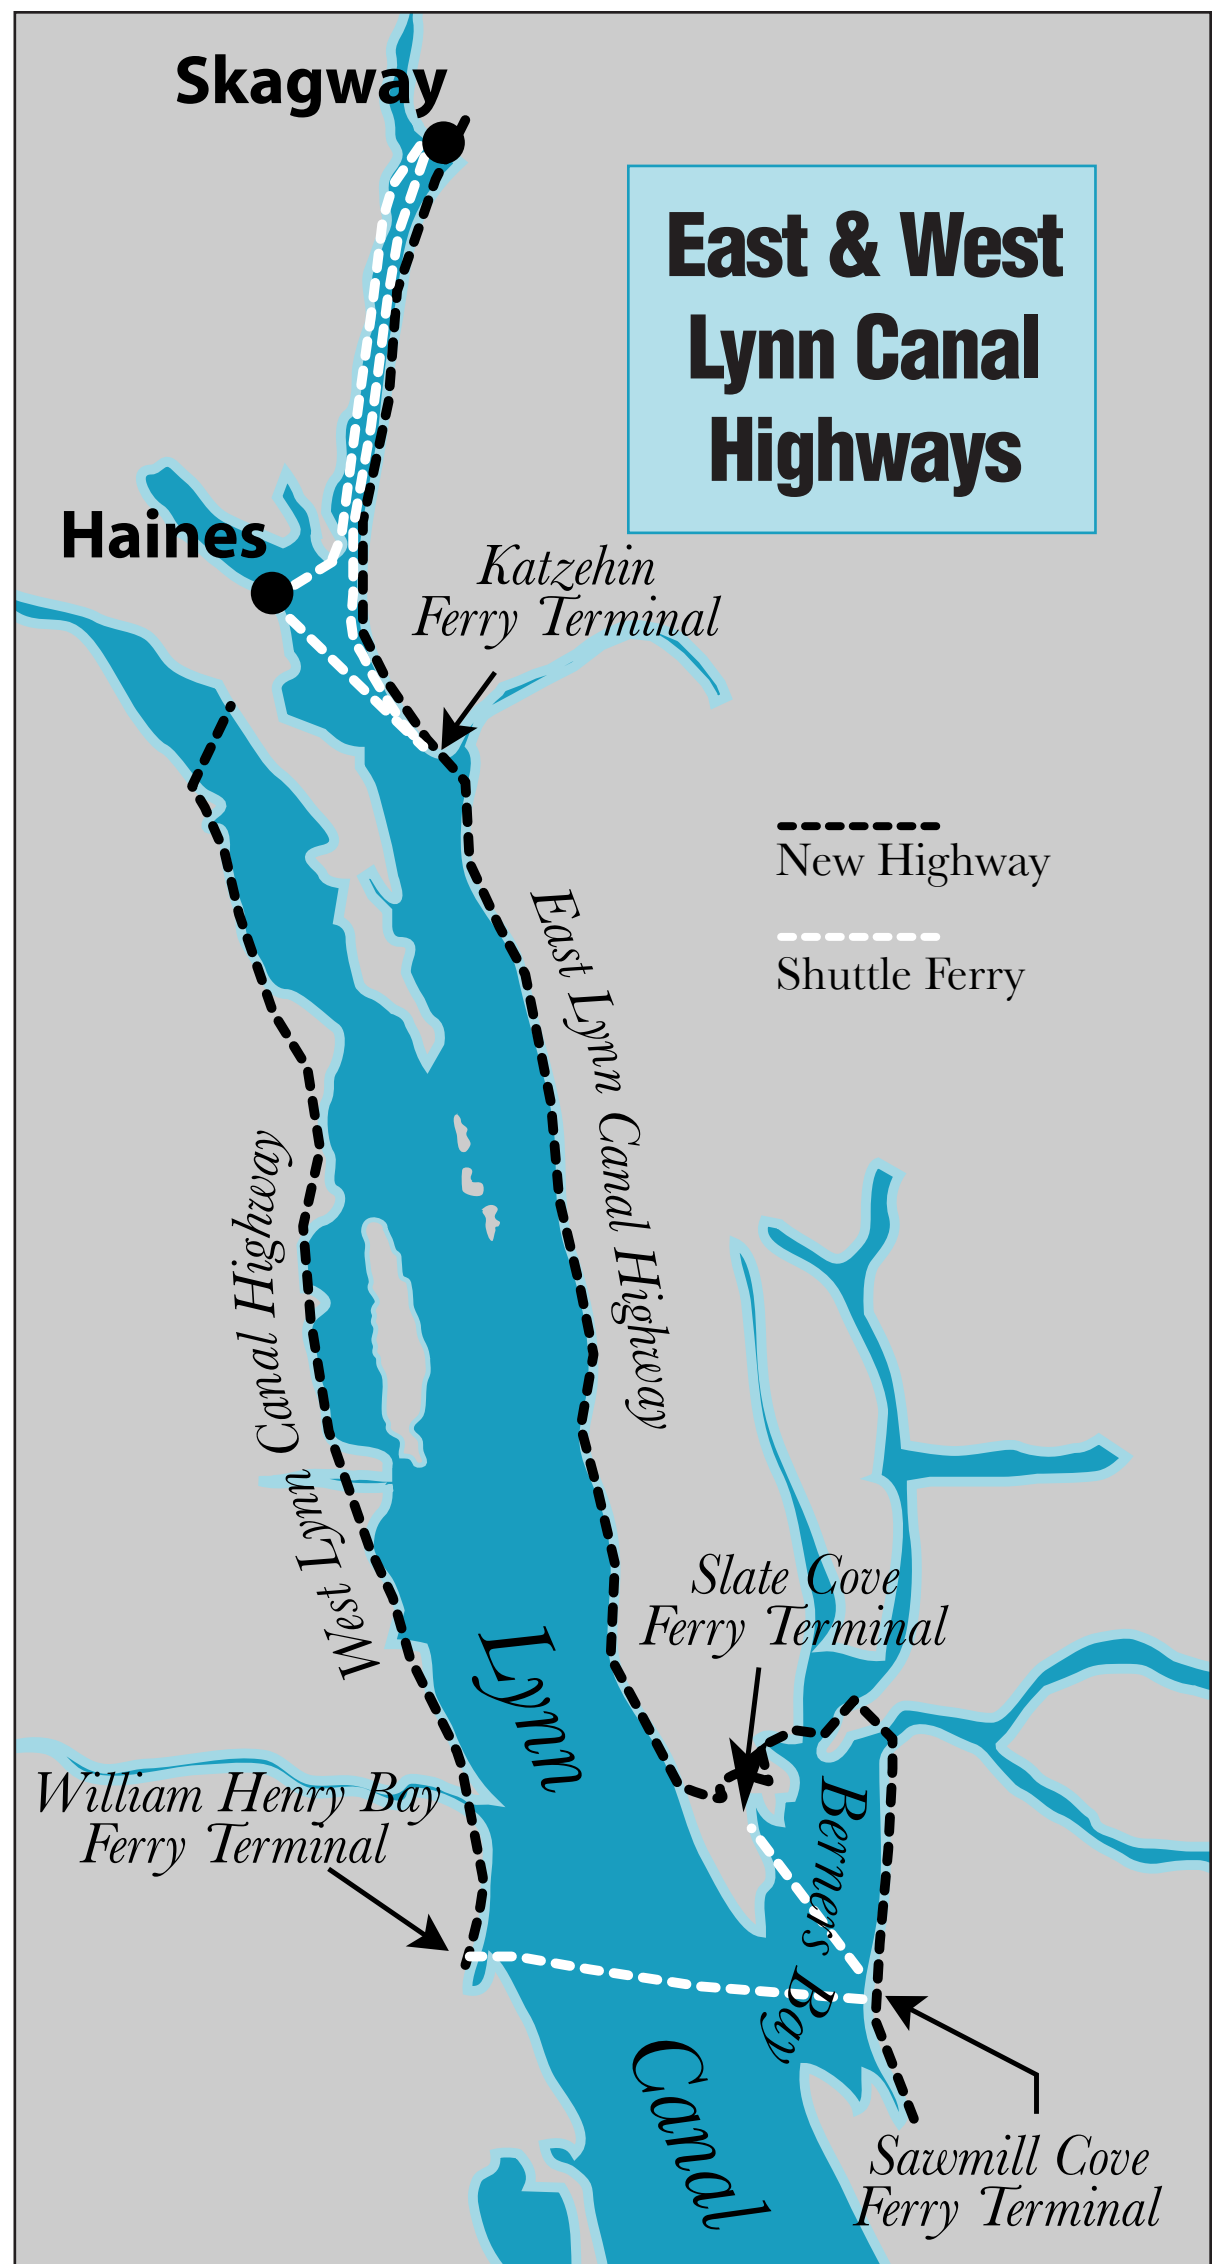 Skagway
East & West
Lynn Canal
Highways
Haines
Katzehin
Ferry Terminal
New Highway
Shuttle Ferry
East Lynn Canal Highway
West Lynn Canal Highway
Slate Cove
Ferry Terminal
Lynn
Canal
William Henry Bay
Ferry Terminal
Berners Bay
Sawmill Cove
Ferry Terminal